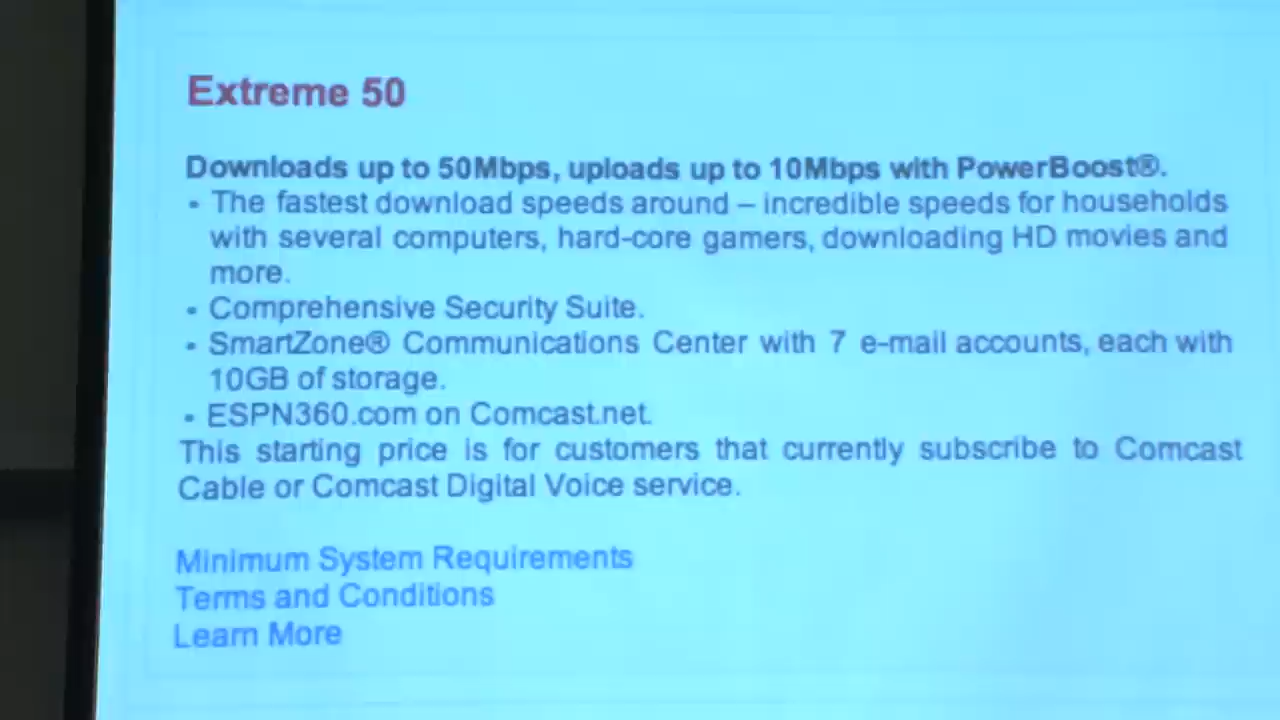 Extreme 50
Downloads up to 50Mbps, uploads up to 10Mbps with PowerBoost®.
• The fastest download speeds around – incredible speeds for households
with several computers, hard-core gamers, downloading HD movies and
more.
• Comprehensive Security Suite.
• SmartZone® Communications Center with 7 e-mail accounts, each with
10GB of storage.
• ESPN360.com on Comcast.net.
This starting price is for customers that currently subscribe to Comcast
Cable or Comcast Digital Voice service.
Minimum System Requirements
Terms and Conditions
Learn More